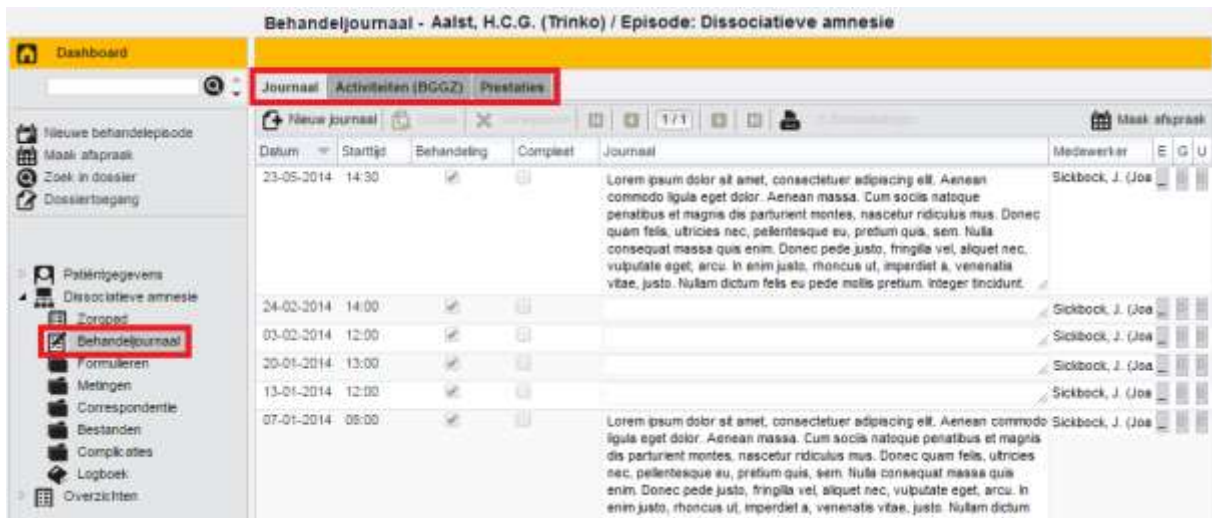 Behandeljournaal - Aalst, H.C.G. (Trinko) / Episode: Dissociatieve amnesie
Dashboard
Journaal Activiteiten (BGGZ) Prestaties
Nieuw journaal 1/1 Maak afspraak
Nieuwe behandelepisode
Maak afspraak
Zoek in dossier
Dossiertoegang
Patiëntgegevens
Dissociatieve amnesie
Zorgpad
Behandeljournaal
Formulieren
Metingen
Correspondentie
Bestanden
Complicaties
Logboek
Overzichten
Datum Starttijd Behandeling Compleet Journaal Medewerker E G U
23-05-2014 14:30 Sickbock, J. (Joa
Lorem ipsum dolor sit amet, consectetuer adipiscing elit. Aenean
commodo ligula eget dolor. Aenean massa. Cum sociis natoque
penatibus et magnis dis parturient montes, nascetur ridiculus mus. Donec
quam felis, ultricies nec, pellentesque eu, pretium quis, sem. Nulla
consequat massa quis enim. Donec pede justo, fringilla vel, aliquet nec,
vulputate eget, arcu. In enim justo, rhoncus ut, imperdiet a, venenatis
vitae, justo. Nullam dictum felis eu pede mollis pretium. Integer tincidunt.
24-02-2014 14:00 Sickbock, J. (Joa
03-02-2014 12:00 Sickbock, J. (Joa
20-01-2014 13:00 Sickbock, J. (Joa
13-01-2014 12:00 Sickbock, J. (Joa
07-01-2014 09:00 Sickbock, J. (Joa
Lorem ipsum dolor sit amet, consectetuer adipiscing elit. Aenean commodo
ligula eget dolor. Aenean massa. Cum sociis natoque penatibus et magnis
dis parturient montes, nascetur ridiculus mus. Donec quam felis, ultricies
nec, pellentesque eu, pretium quis, sem. Nulla consequat massa quis
enim. Donec pede justo, fringilla vel, aliquet nec, vulputate eget, arcu. In
enim justo, rhoncus ut, imperdiet a, venenatis vitae, justo. Nullam dictum